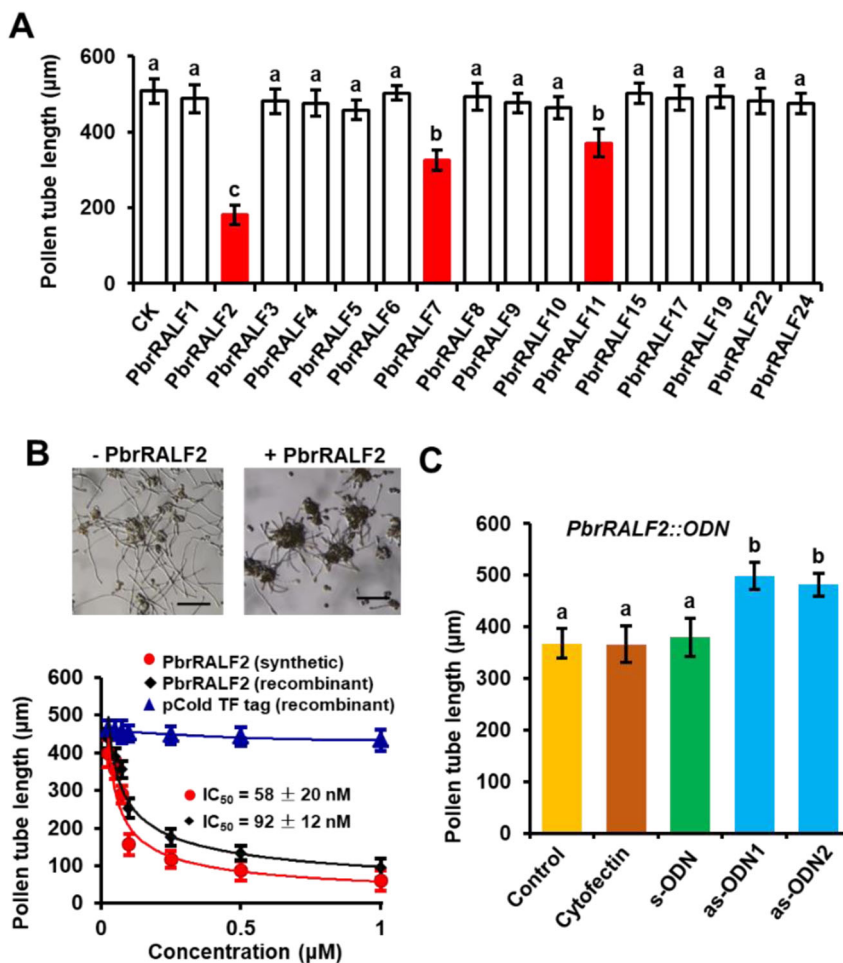 A
Pollen tube length (µm)
600
400
200
0
a
a
c
a
a
a
a
b
a
a
a
b
a
a
a
a
a
CK
PbrRALF1
PbrRALF2
PbrRALF3
PbrRALF4
PbrRALF5
PbrRALF6
PbrRALF7
PbrRALF8
PbrRALF9
PbrRALF10
PbrRALF11
PbrRALF15
PbrRALF17
PbrRALF19
PbrRALF22
PbrRALF24
B
- PbrRALF2
+ PbrRALF2
PbrRALF2 (synthetic)
PbrRALF2 (recombinant)
pCold TF tag (recombinant)
IC50 = 58 ± 20 nM
IC50 = 92 ± 12 nM
Pollen tube length (µm)
600
500
400
300
200
100
0
0
0.5
1
Concentration (µM)
C
PbrRALF2::ODN
Pollen tube length (µm)
600
500
400
300
200
100
0
a
a
a
b
b
Control
Cytofectin
s-ODN
as-ODN1
as-ODN2